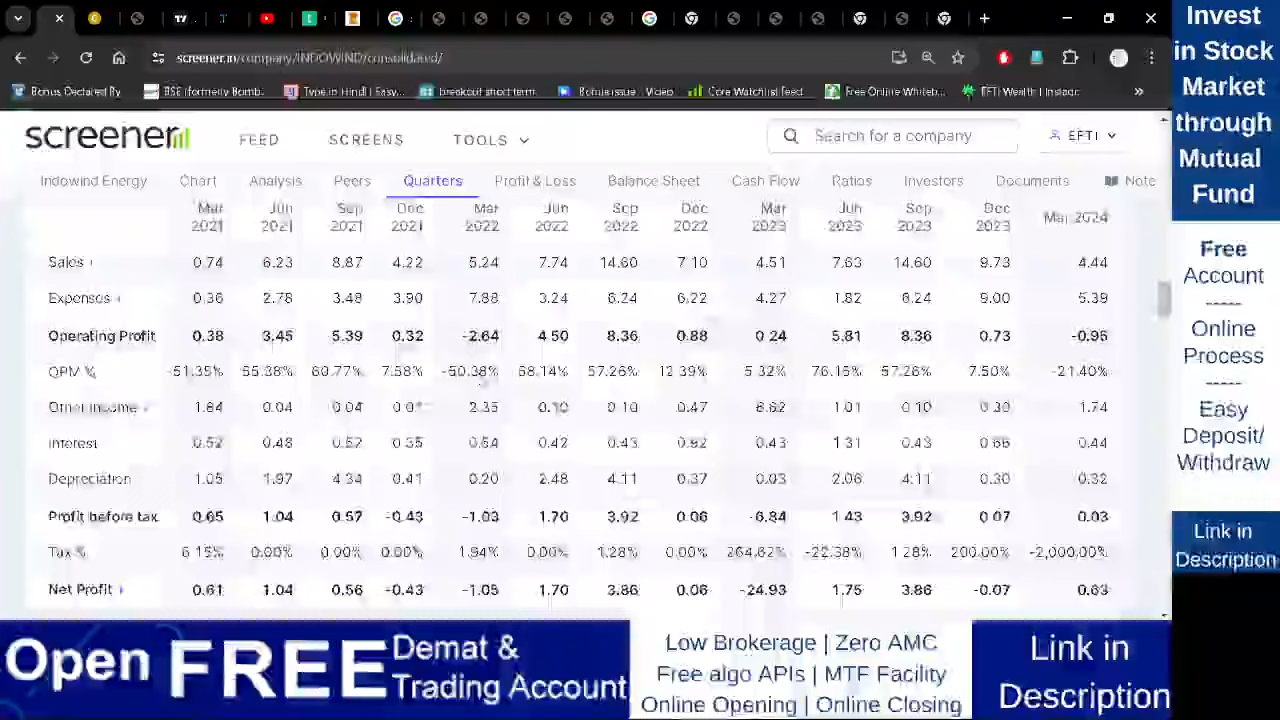 screener.in/company/INDOWIND/consolidated/
Bonus Declared By
BSE (formerly Bomb...
Type in Hindi | Easy...
breakout short term...
Bonus issue , Video
Core Watchlist feed
Free Online Whiteb...
EFTI Wealth | Instagr...
»
screener
FEED SCREENS TOOLS
Search for a company
EFTI
Indowind Energy Chart Analysis Peers Quarters Profit & Loss Balance Sheet Cash Flow Ratios Investors Documents Note
Mar 2021 Jun 2021 Sep 2021 Dec 2021 Mar 2022 Jun 2022 Sep 2022 Dec 2022 Mar 2023 Jun 2023 Sep 2023 Dec 2023 Mar 2024
Sales + 0.74 6.23 8.87 4.22 5.24 7.74 14.60 7.10 4.51 7.63 14.60 9.73 4.44
Expenses + 0.36 2.78 3.48 3.90 7.88 3.24 6.24 6.22 4.27 1.82 6.24 9.00 5.39
Operating Profit 0.38 3.45 5.39 0.32 -2.64 4.50 8.36 0.88 0.24 5.81 8.36 0.73 -0.95
OPM % 55.38% 60.77% 7.58% -50.38% 58.14% 57.26% 12.39% 5.32% 76.15% 57.26% 7.50% -21.40%
Other Income + 1.84 0.04 0.04 2.35 0.10 0.10 0.47 1.01 0.10 0.30 1.74
Interest 0.52 0.48 0.52 0.35 0.54 0.42 0.43 0.92 0.43 1.31 0.43 0.66 0.44
Depreciation 1.05 1.97 4.34 0.41 0.20 2.48 4.11 0.37 0.03 2.06 4.11 0.30 0.32
Profit before tax 0.65 1.04 0.57 -0.43 -1.03 1.70 3.92 0.06 -6.84 1.43 3.92 0.07 0.03
Tax % 6.15% 0.00% 0.00% 0.00% 1.94% 0.00% 1.28% 0.00% 264.62% -22.38% 1.28% 200.00% -2,000.00%
Net Profit + 0.61 1.04 0.56 -0.43 -1.05 1.70 3.86 0.06 -24.93 1.75 3.86 -0.07 0.63
Invest
in Stock
Market
through
Mutual
Fund
Free
Account
-----
Online
Process
-----
Easy
Deposit/
Withdraw
Link in
Description
Open FREE
Demat &
Trading Account
Low Brokerage | Zero AMC
Free algo APIs | MTF Facility
Online Opening | Online Closing
Link in
Description